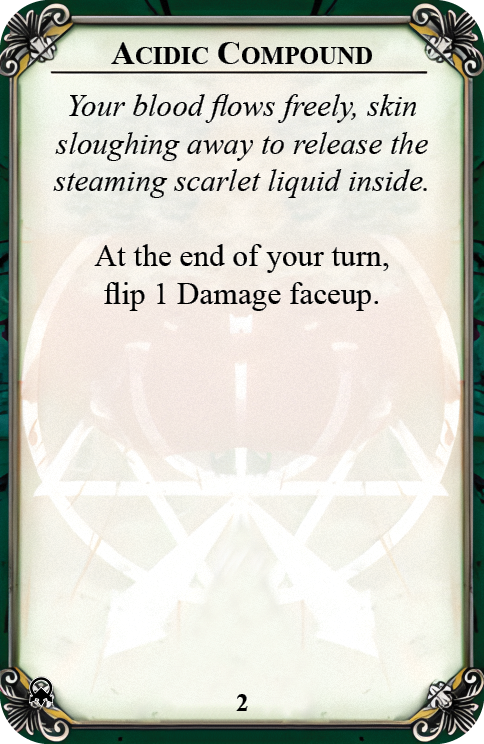 Acidic Compound
Your blood flows freely, skin
sloughing away to release the
steaming scarlet liquid inside.
At the end of your turn,
flip 1 Damage faceup.
2